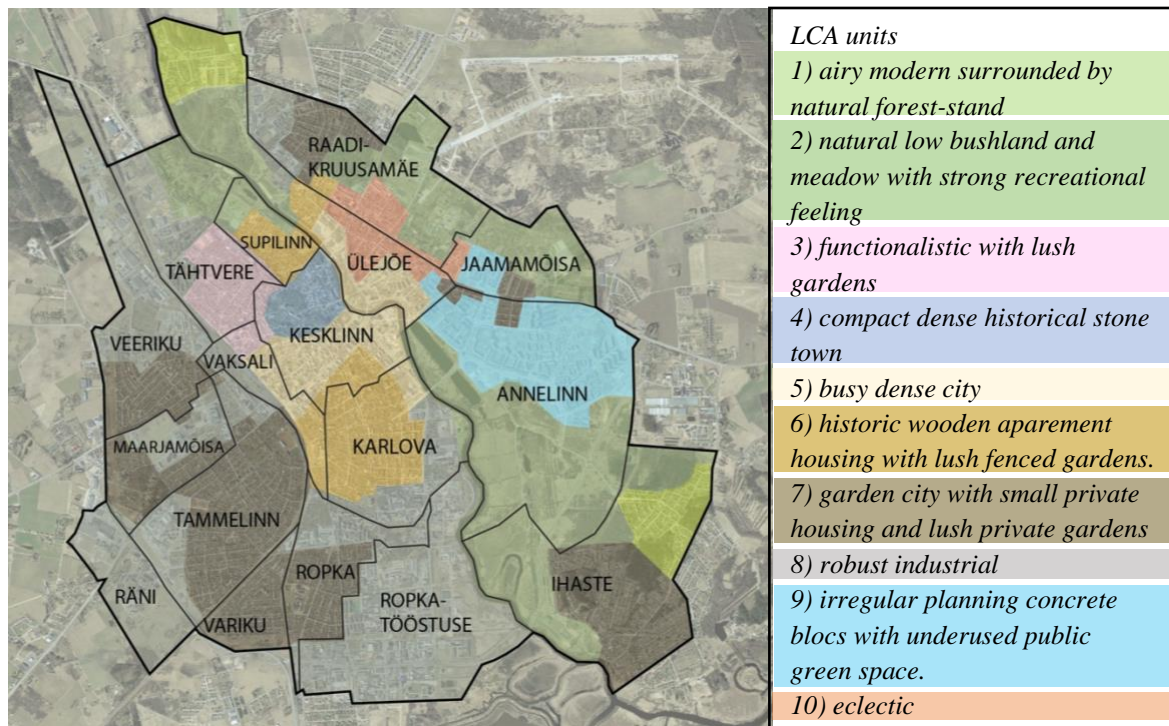 RAADI-
KRUUSAMÄE
SUPILINN
ÜLEJÕE
JAAMAMÕISA
TÄHTVERE
KESKLINN
VEERIKU
VAKSALI
ANNELINN
MAARJAMÕISA
KARLOVA
TAMMELINN
ROPKA
IHASTE
RÄNI
ROPKA-
TÖÖSTUSE
VARIKU
LCA units
1) airy modern surrounded by
natural forest-stand
2) natural low bushland and
meadow with strong recreational
feeling
3) functionalistic with lush
gardens
4) compact dense historical stone
town
5) busy dense city
6) historic wooden aparement
housing with lush fenced gardens.
7) garden city with small private
housing and lush private gardens
8) robust industrial
9) irregular planning concrete
blocs with underused public
green space.
10) eclectic